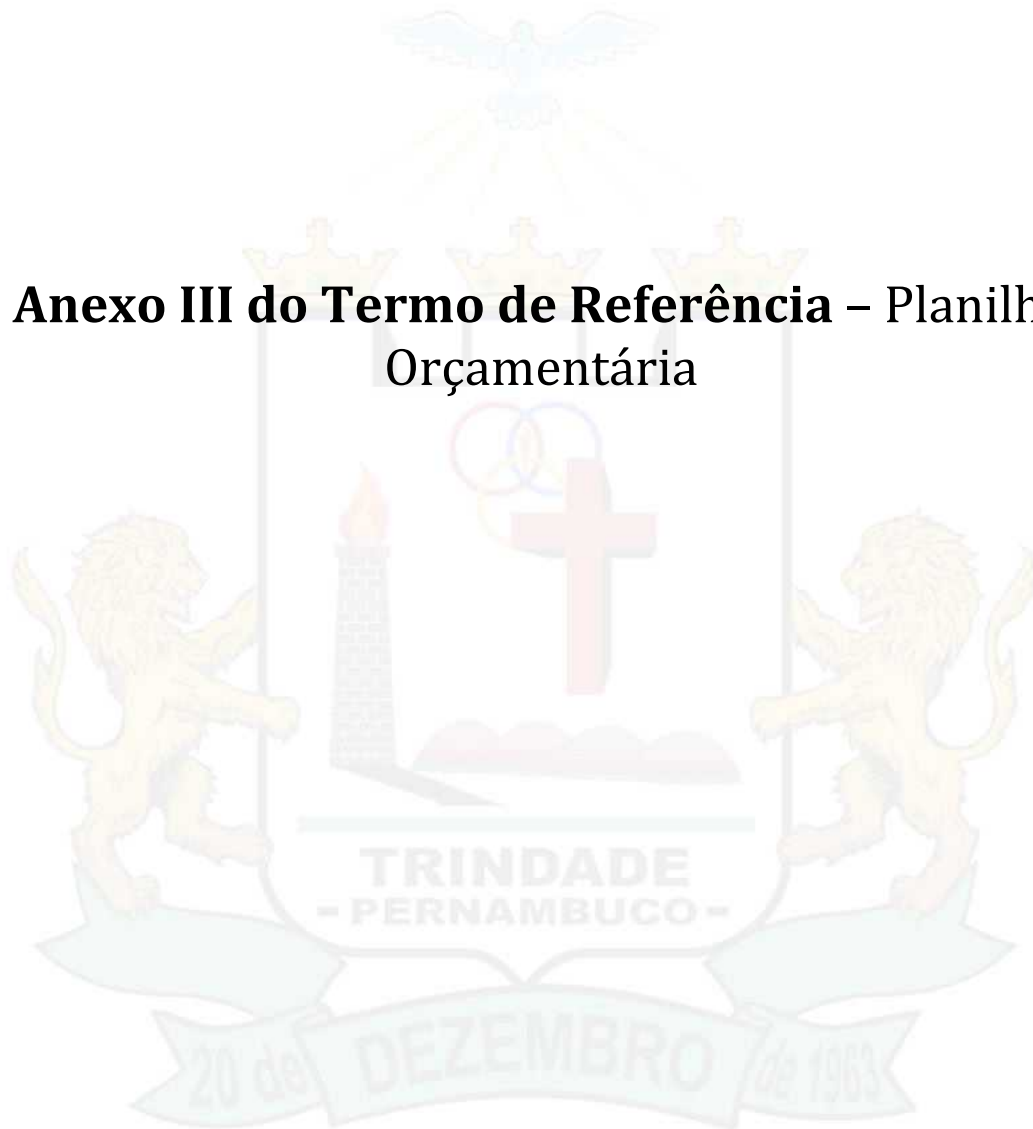 Anexo III do Termo de Referência – Planilh
Orçamentária
TRINDADE
- PERNAMBUCO -
20 de DEZEMBRO de 1963